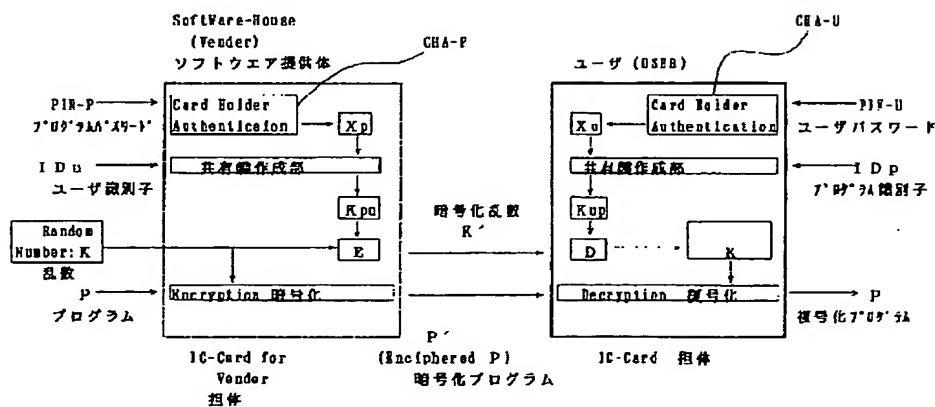 SoftWare-House
(Vender)
ソフトウエア提供体
CHA-P
CHA-U
ユーザ (USER)
PIN-P
プログラムパスワード
Card Holder
Authentication
Xp
Xu
Card Holder
Authentication
PIN-U
ユーザパスワード
IDu
ユーザ識別子
共有鍵作成部
共有鍵作成部
IDp
プログラム識別子
Kpu
Kup
Random
Number: K
乱数
E
暗号化乱数
K´
D
K
P
プログラム
Encryption 暗号化
Decryption 復号化
P
復号化プログラム
P´
(Enciphered P)
暗号化プログラム
IC-Card for
Vender
担体
IC-Card 担体